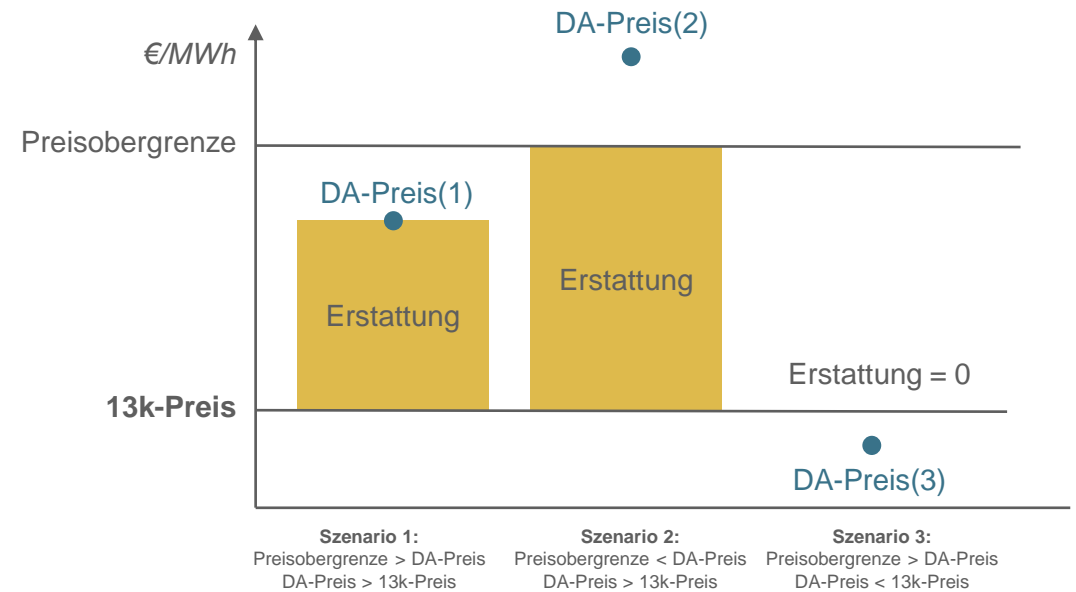 DA-Preis(2)
€/MWh
Preisobergrenze
DA-Preis(1)
Erstattung
Erstattung
Erstattung = 0
13k-Preis
DA-Preis(3)
Szenario 1:
Preisobergrenze > DA-Preis
DA-Preis > 13k-Preis
Szenario 2:
Preisobergrenze < DA-Preis
DA-Preis > 13k-Preis
Szenario 3:
Preisobergrenze > DA-Preis
DA-Preis < 13k-Preis